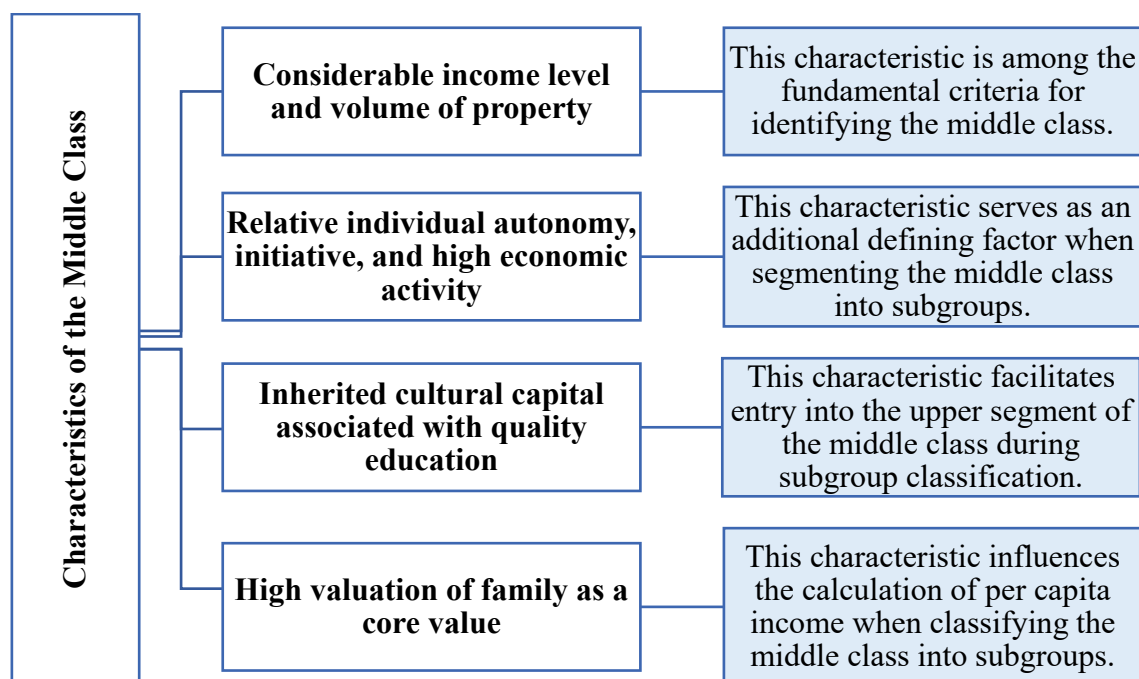 Characteristics of the Middle Class
Considerable income level
and volume of property
This characteristic is among the
fundamental criteria for
identifying the middle class.
Relative individual autonomy,
initiative, and high economic
activity
This characteristic serves as an
additional defining factor when
segmenting the middle class
into subgroups.
Inherited cultural capital
associated with quality
education
This characteristic facilitates
entry into the upper segment of
the middle class during
subgroup classification.
High valuation of family as a
core value
This characteristic influences
the calculation of per capita
income when classifying the
middle class into subgroups.